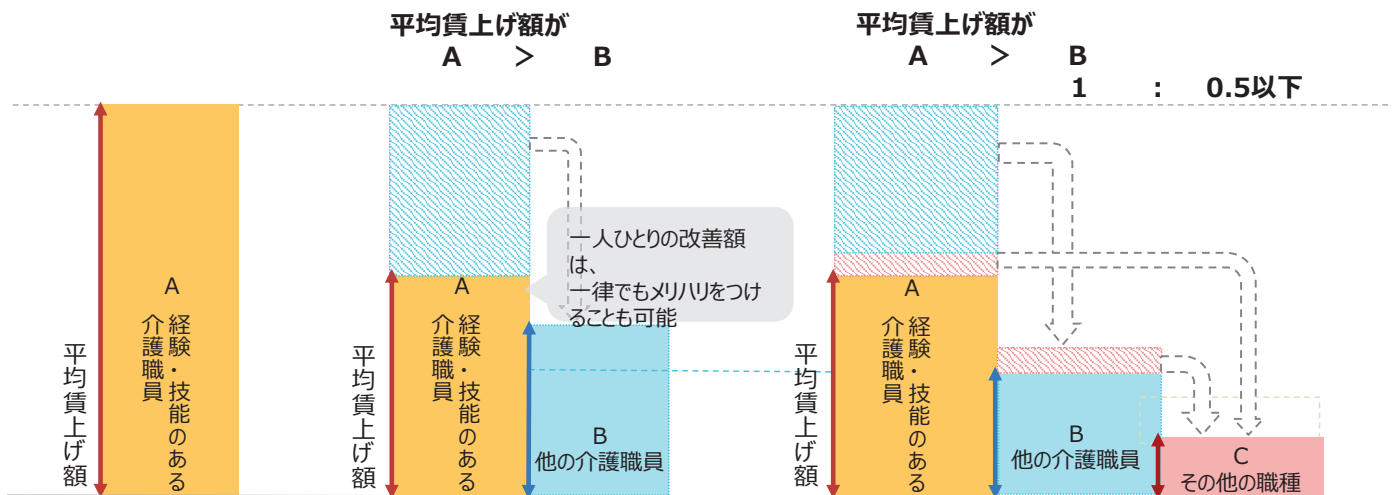 平均賃上げ額が
A > B
平均賃上げ額が
A > B
1 : 0.5以下
平均賃上げ額
A
経験・技能のある
介護職員
平均賃上げ額
A
経験・技能のある
介護職員
一人ひとりの改善額
は、
一律でもメリハリをつけ
ることも可能
B
他の介護職員
平均賃上げ額
A
経験・技能のある
介護職員
B
他の介護職員
C
その他の職種